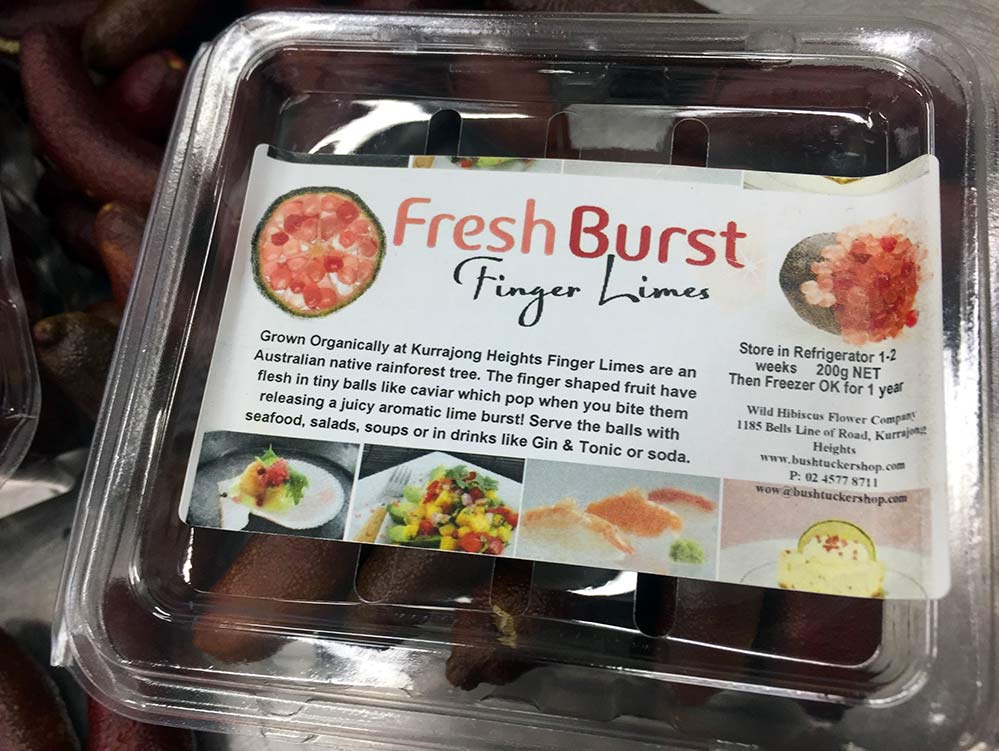 Fresh Burst
Finger Limes
Grown Organically at Kurrajong Heights Finger Limes are an
Australian native rainforest tree. The finger shaped fruit have
flesh in tiny balls like caviar which pop when you bite them
releasing a juicy aromatic lime burst! Serve the balls with
seafood, salads, soups or in drinks like Gin & Tonic or soda.
Store in Refrigerator 1-2
weeks 200g NET
Then Freezer OK for 1 year
Wild Hibiscus Flower Company
1185 Bells Line of Road, Kurrajong
Heights
www.bushtuckershop.com
P: 02 4577 8711
wow@bushtuckershop.com